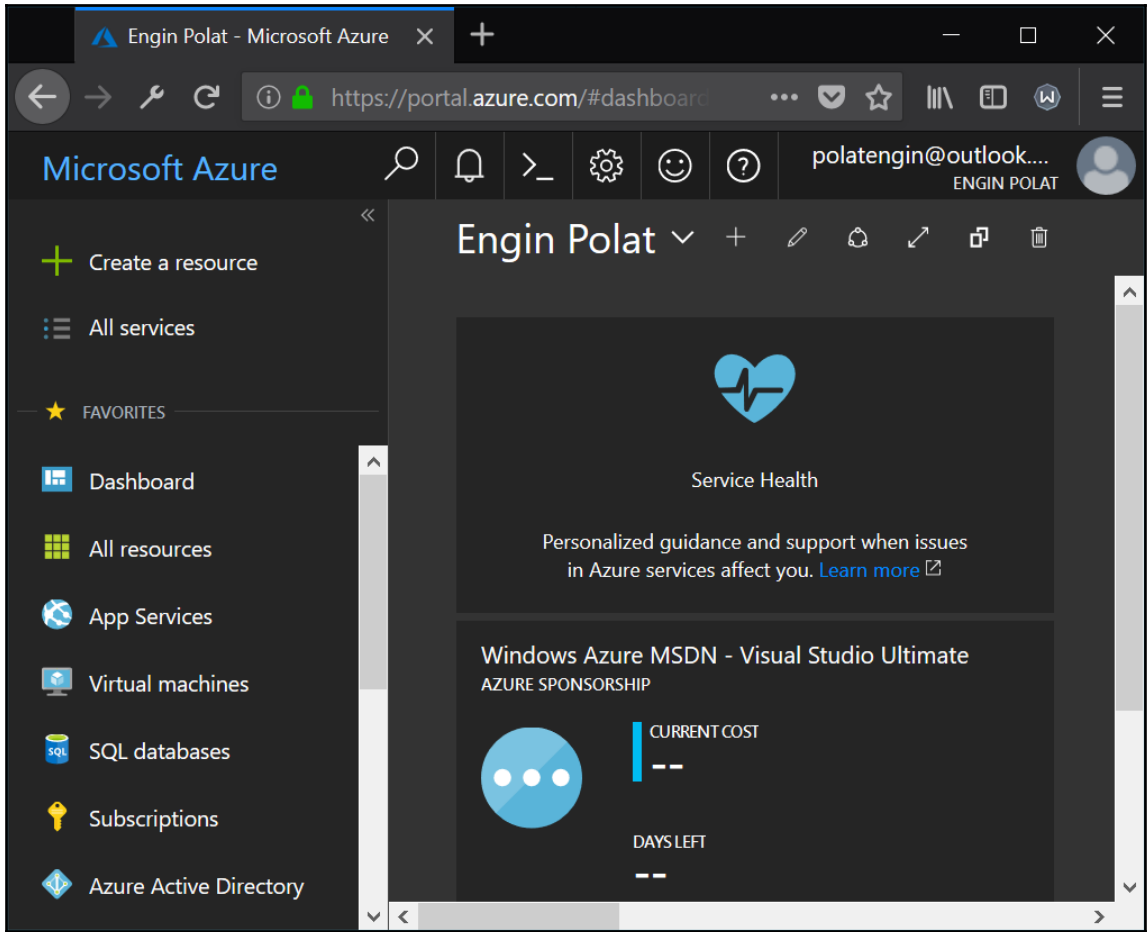 Engin Polat - Microsoft Azure
https://portal.azure.com/#dashboard
Microsoft Azure
>_
?
polatengin@outlook....
ENGIN POLAT
«
Create a resource
All services
FAVORITES
Dashboard
All resources
App Services
Virtual machines
SQL
SQL databases
Subscriptions
Azure Active Directory
Engin Polat
Service Health
Personalized guidance and support when issues
in Azure services affect you. Learn more
Windows Azure MSDN - Visual Studio Ultimate
AZURE SPONSORSHIP
CURRENT COST
--
DAYS LEFT
--